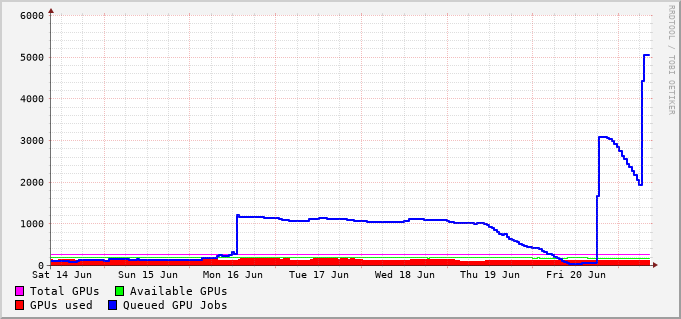 6000
5000
4000
3000
2000
1000
0
Sat 14 Jun Sun 15 Jun Mon 16 Jun Tue 17 Jun Wed 18 Jun Thu 19 Jun Fri 20 Jun
Total GPUs Available GPUs
GPUs used Queued GPU Jobs
RRDTOOL / TOBI OETIKER